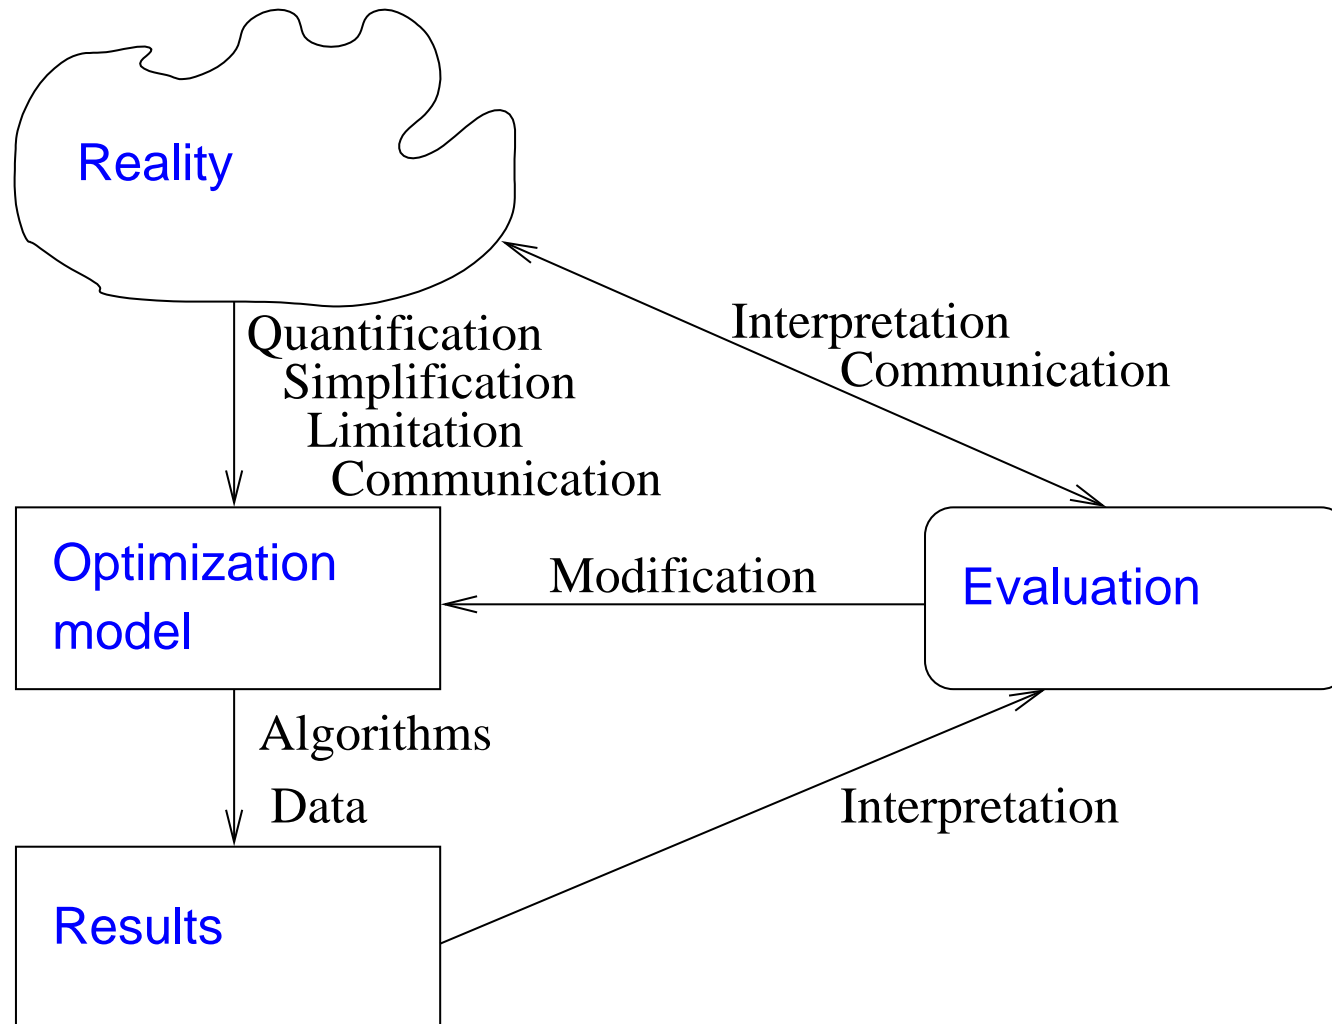 Reality
Quantification
Simplification
Limitation
Communication
Interpretation
Communication
Optimization
model
Modification
Evaluation
Algorithms
Data
Interpretation
Results